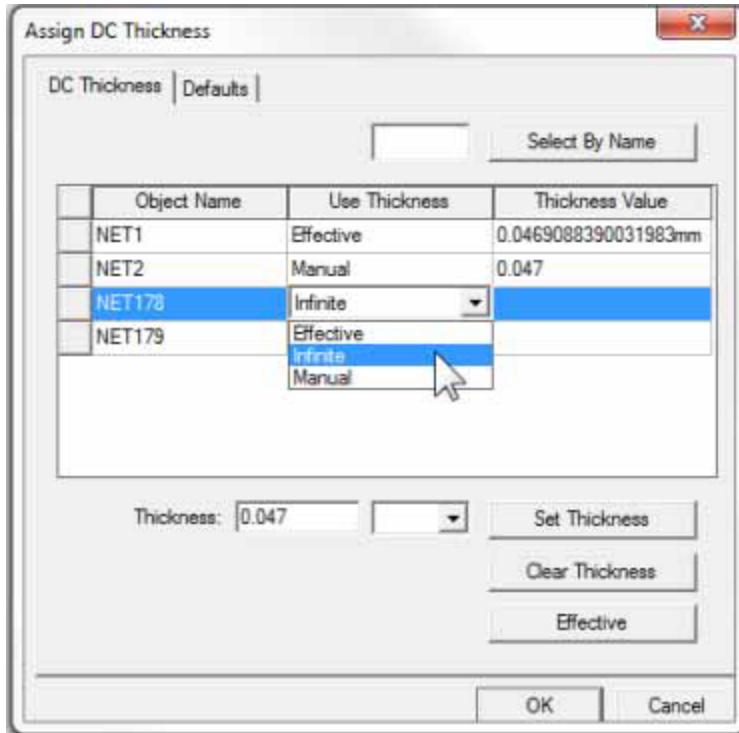 Assign DC Thickness
DC Thickness Defaults
Select By Name
Object Name Use Thickness Thickness Value
NET1 Effective 0.0469088390031983mm
NET2 Manual 0.047
NET178 Infinite
NET179 Effective
Infinite
Manual
Thickness: 0.047 Set Thickness
Clear Thickness
Effective
OK Cancel